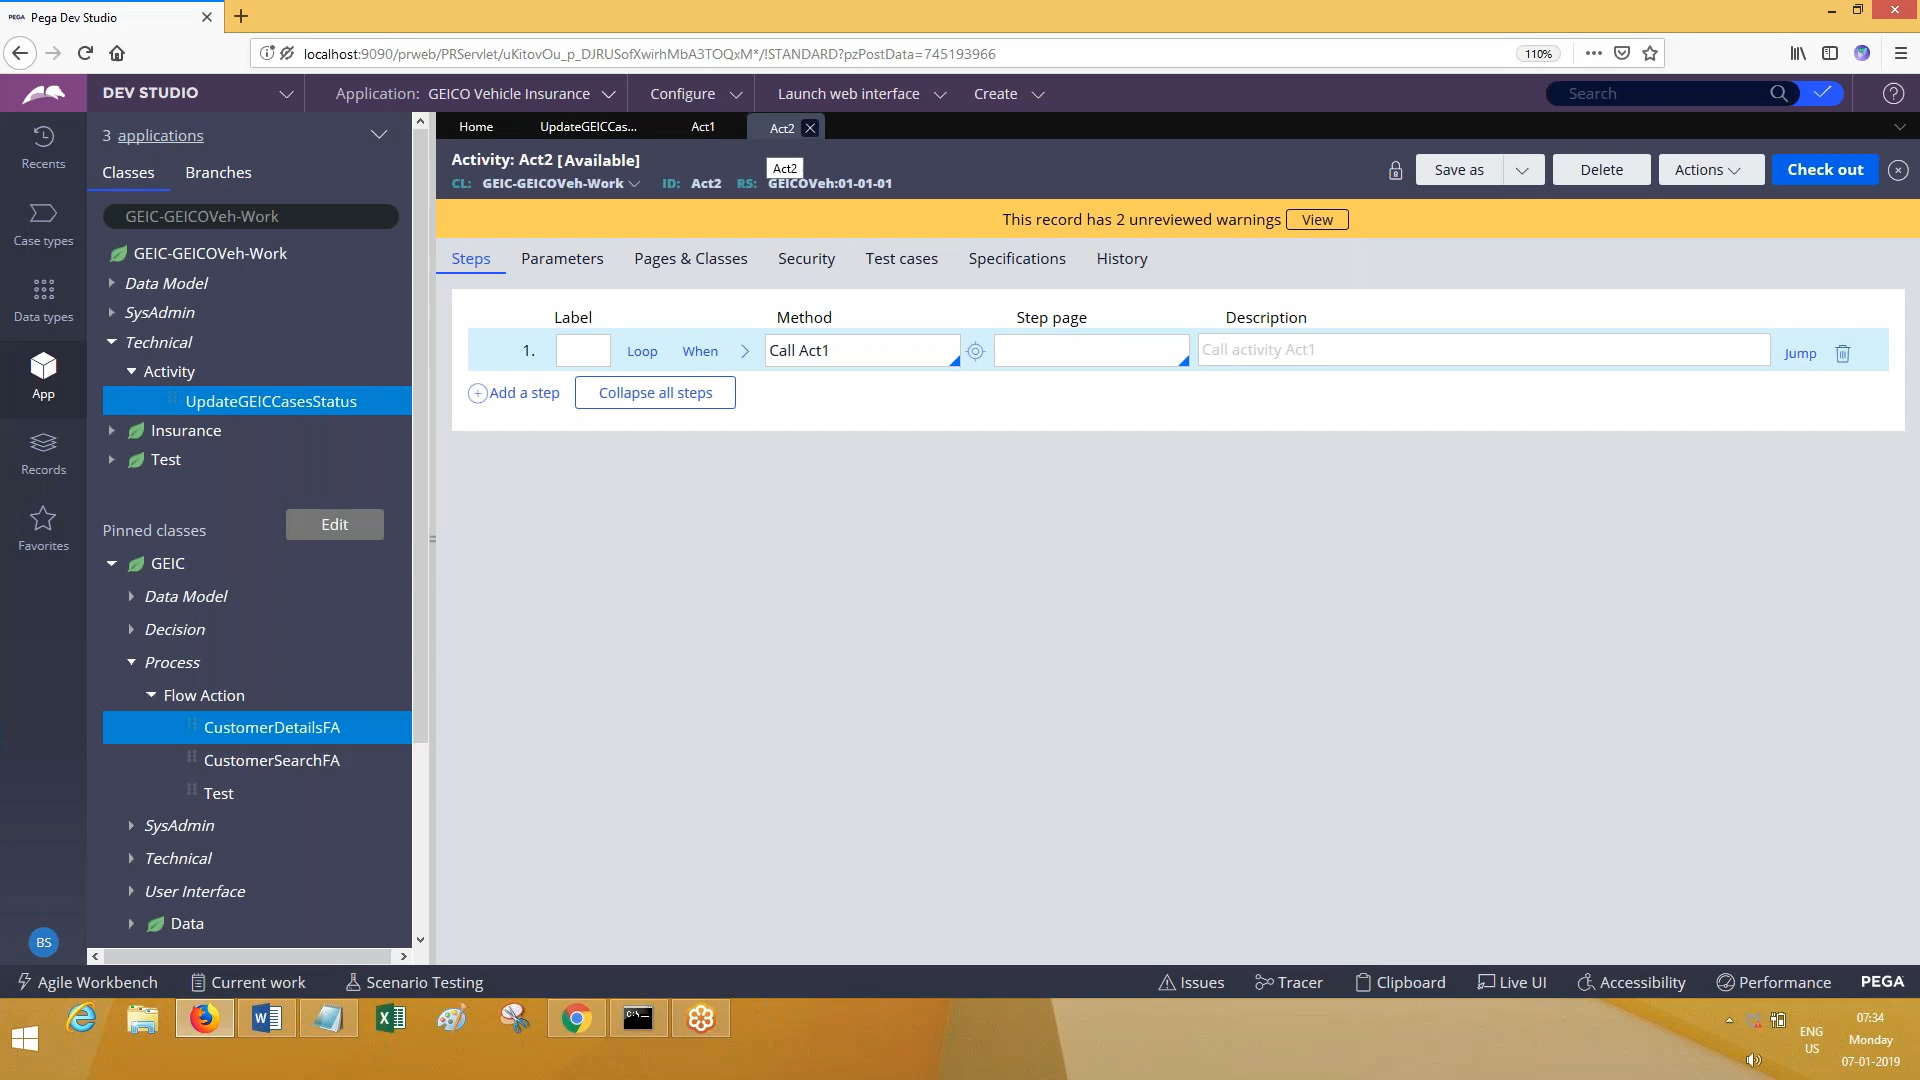 PEGA Pega Dev Studio
localhost:9090/prweb/PRServlet/uKitovOu_p_DJRUSofXwirhMbA3TOQxM*/!STANDARD?pzPostData=745193966 110%
DEV STUDIO Application: GEICO Vehicle Insurance Configure Launch web interface Create Search
Recents
Case types
Data types
App
Records
Favorites
BS
3 applications
Classes Branches
GEIC-GEICOVeh-Work
GEIC-GEICOVeh-Work
Data Model
SysAdmin
Technical
Activity
UpdateGEICCasesStatus
Insurance
Test
Pinned classes Edit
GEIC
Data Model
Decision
Process
Flow Action
CustomerDetailsFA
CustomerSearchFA
Test
SysAdmin
Technical
User Interface
Data
Home UpdateGEICCas... Act1 Act2
Activity: Act2 [Available]
Act2
CL: GEIC-GEICOVeh-Work ID: Act2 RS: GEICOVeh:01-01-01
Save as Delete Actions Check out
This record has 2 unreviewed warnings View
Steps Parameters Pages & Classes Security Test cases Specifications History
Label Method Step page Description
1. Loop When Call Act1 Call activity Act1 Jump
Add a step Collapse all steps
Agile Workbench Current work Scenario Testing Issues Tracer Clipboard Live UI Accessibility Performance PEGA
ENG
US
07:34
Monday
07-01-2019